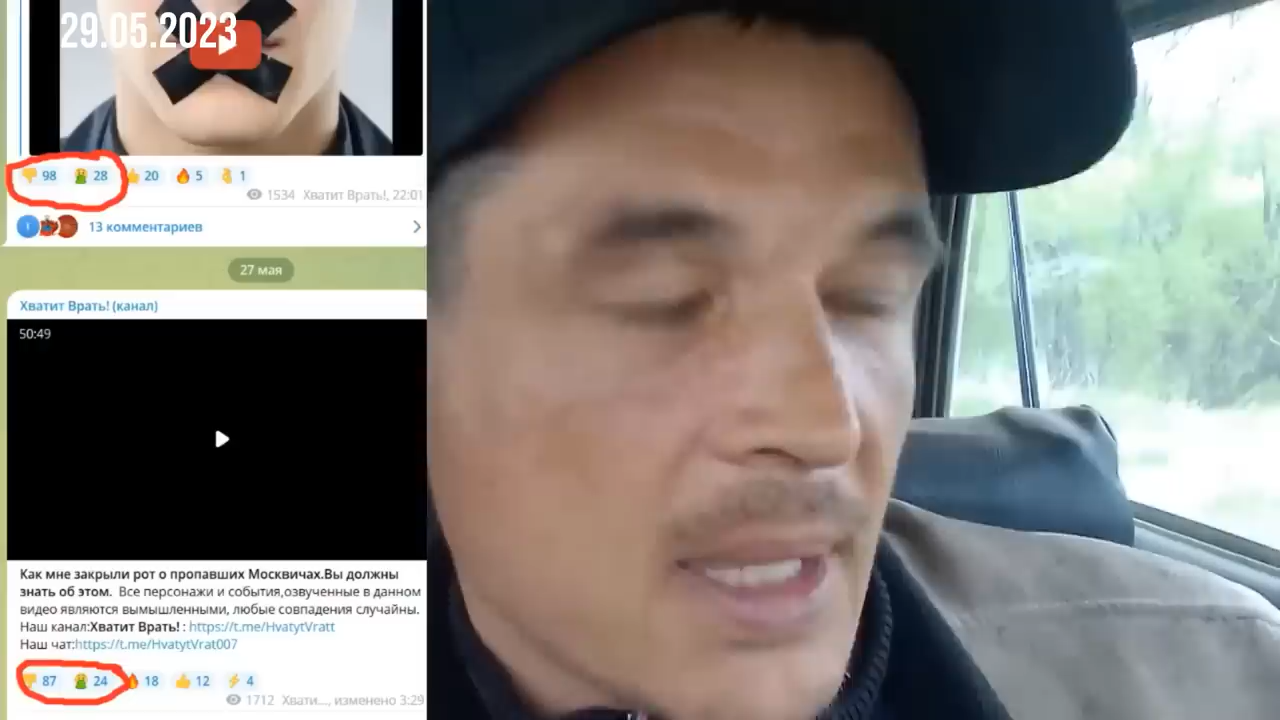 29.05.2023
98 28 20 5 1
1534 Хватит Врать!, 22:01
13 комментариев
27 мая
Хватит Врать! (канал)
50:49
Как мне закрыли рот о пропавших Москвичах.Вы должны
знать об этом. Все персонажи и события,озвученные в данном
видео являются вымышленными, любые совпадения случайны.
Наш канал:Хватит Врать! : https://t.me/HvatytVratt
Наш чат:https://t.me/HvatytVrat007
87 24 18 12 4
1712 Хвати..., изменено 3:29